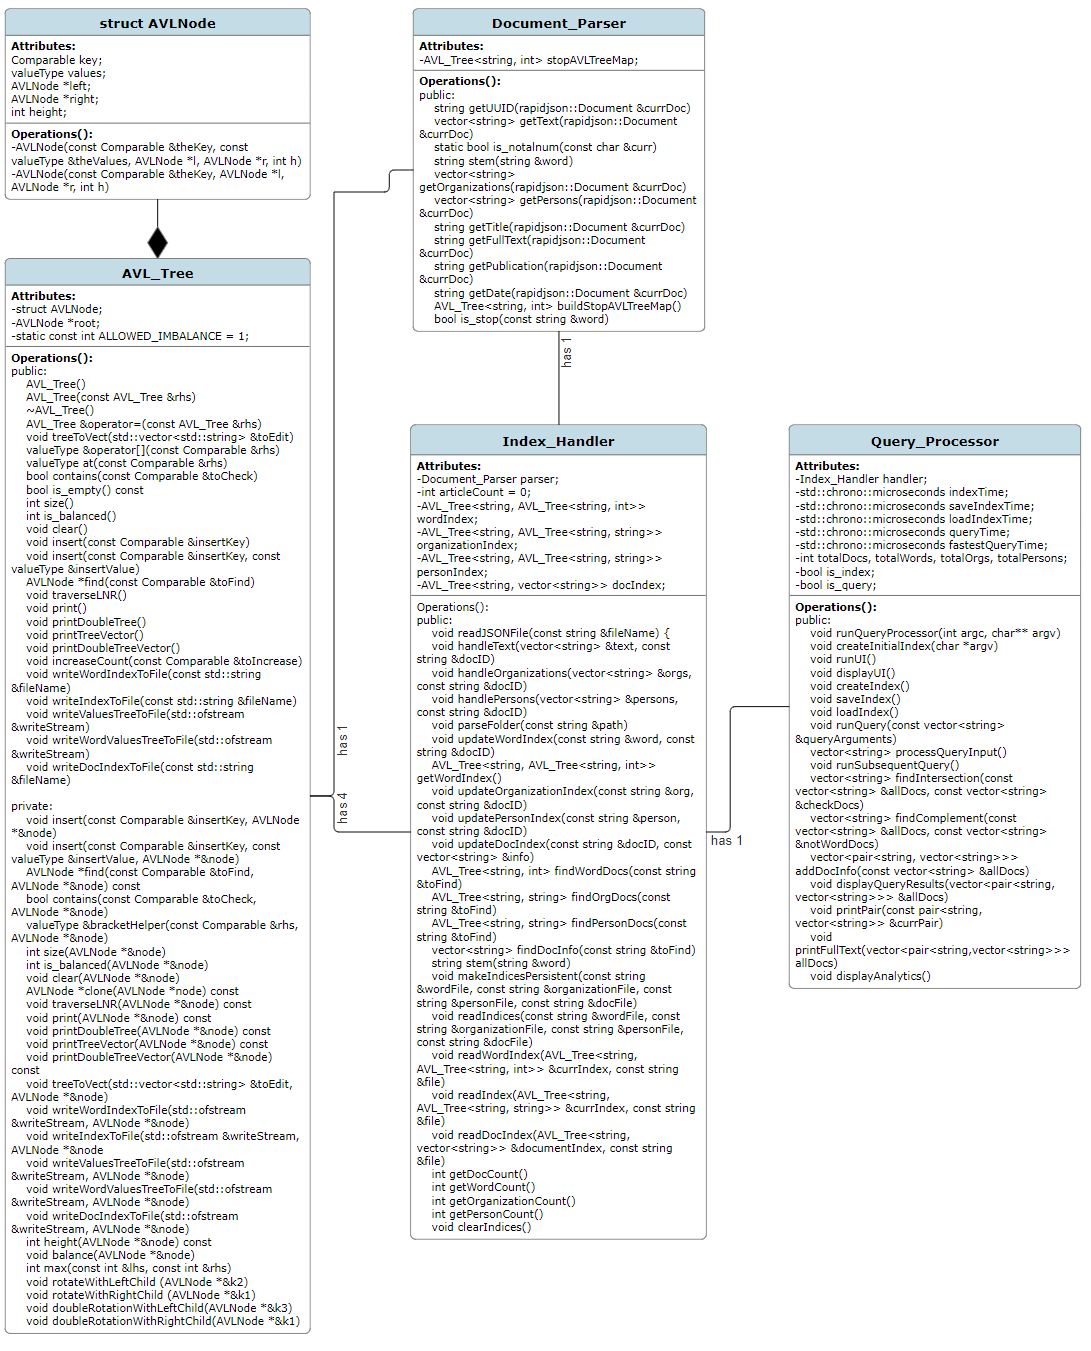 struct AVLNode
Attributes:
Comparable key;
valueType values;
AVLNode *left;
AVLNode *right;
int height;
Operations():
-AVLNode(const Comparable &theKey, const
valueType &theValues, AVLNode *l, AVLNode *r, int h)
-AVLNode(const Comparable &theKey, AVLNode *l,
AVLNode *r, int h)
AVL_Tree
Attributes:
-struct AVLNode;
-AVLNode *root;
-static const int ALLOWED_IMBALANCE = 1;
Operations():
public:
AVL_Tree()
AVL_Tree(const AVL_Tree &rhs)
~AVL_Tree()
AVL_Tree &operator=(const AVL_Tree &rhs)
void treeToVect(std::vector<std::string> &toEdit)
valueType &operator[](const Comparable &rhs)
valueType at(const Comparable &rhs)
bool contains(const Comparable &toCheck)
bool is_empty() const
int size()
int is_balanced()
void clear()
void insert(const Comparable &insertKey)
void insert(const Comparable &insertKey, const
valueType &insertValue)
AVLNode *find(const Comparable &toFind)
void traverseLNR()
void print()
void printDoubleTree()
void printTreeVector()
void printDoubleTreeVector()
void increaseCount(const Comparable &toIncrease)
void writeWordIndexToFile(const std::string
&fileName)
void writeIndexToFile(const std::string &fileName)
void writeValuesTreeToFile(std::ofstream
&writeStream)
void writeWordValuesTreeToFile(std::ofstream
&writeStream)
void writeDocIndexToFile(const std::string
&fileName)
private:
void insert(const Comparable &insertKey, AVLNode
*&node)
void insert(const Comparable &insertKey, const
valueType &insertValue, AVLNode *&node)
AVLNode *find(const Comparable &toFind,
AVLNode *&node) const
bool contains(const Comparable &toCheck,
AVLNode *&node)
valueType &bracketHelper(const Comparable &rhs,
AVLNode *&node)
int size(AVLNode *&node)
int is_balanced(AVLNode *&node)
void clear(AVLNode *&node)
AVLNode *clone(AVLNode *node) const
void traverseLNR(AVLNode *&node) const
void print(AVLNode *&node) const
void printDoubleTree(AVLNode *&node) const
void printTreeVector(AVLNode *&node) const
void printDoubleTreeVector(AVLNode *&node)
const
void treeToVect(std::vector<std::string> &toEdit,
AVLNode *&node)
void writeWordIndexToFile(std::ofstream
&writeStream, AVLNode *&node)
void writeIndexToFile(std::ofstream &writeStream,
AVLNode *&node
void writeValuesTreeToFile(std::ofstream
&writeStream, AVLNode *&node)
void writeWordValuesTreeToFile(std::ofstream
&writeStream, AVLNode *&node)
void writeDocIndexToFile(std::ofstream
&writeStream, AVLNode *&node)
int height(AVLNode *&node) const
void balance(AVLNode *&node)
int max(const int &lhs, const int &rhs)
void rotateWithLeftChild (AVLNode *&k2)
void rotateWithRightChild (AVLNode *&k1)
void doubleRotationWithLeftChild(AVLNode *&k3)
void doubleRotationWithRightChild(AVLNode *&k1)
has 1
has 4
Document_Parser
Attributes:
-AVL_Tree<string, int> stopAVLTreeMap;
Operations():
public:
string getUUID(rapidjson::Document &currDoc)
vector<string> getText(rapidjson::Document
&currDoc)
static bool is_notalnum(const char &curr)
string stem(string &word)
vector<string>
getOrganizations(rapidjson::Document &currDoc)
vector<string> getPersons(rapidjson::Document
&currDoc)
string getTitle(rapidjson::Document &currDoc)
string getFullText(rapidjson::Document
&currDoc)
string getPublication(rapidjson::Document
&currDoc)
string getDate(rapidjson::Document &currDoc)
AVL_Tree<string, int> buildStopAVLTreeMap()
bool is_stop(const string &word)
has 1
Index_Handler
Attributes:
-Document_Parser parser;
-int articleCount = 0;
-AVL_Tree<string, AVL_Tree<string, int>>
wordIndex;
-AVL_Tree<string, AVL_Tree<string, string>>
organizationIndex;
-AVL_Tree<string, AVL_Tree<string, string>>
personIndex;
-AVL_Tree<string, vector<string>> docIndex;
Operations():
public:
void readJSONFile(const string &fileName) {
void handleText(vector<string> &text, const
string &docID)
void handleOrganizations(vector<string> &orgs,
const string &docID)
void handlePersons(vector<string> &persons,
const string &docID)
void parseFolder(const string &path)
void updateWordIndex(const string &word, const
string &docID)
AVL_Tree<string, AVL_Tree<string, int>>
getWordIndex()
void updateOrganizationIndex(const string &org,
const string &docID)
void updatePersonIndex(const string &person,
const string &docID)
void updateDocIndex(const string &docID, const
vector<string> &info)
AVL_Tree<string, int> findWordDocs(const string
&toFind)
AVL_Tree<string, string> findOrgDocs(const
string &toFind)
AVL_Tree<string, string> findPersonDocs(const
string &toFind)
vector<string> findDocInfo(const string &toFind)
string stem(string &word)
void makeIndicesPersistent(const string
&wordFile, const string &organizationFile, const
string &personFile, const string &docFile)
void readIndices(const string &wordFile, const
string &organizationFile, const string &personFile,
const string &docFile)
void readWordIndex(AVL_Tree<string,
AVL_Tree<string, int>> &currIndex, const string
&file)
void readIndex(AVL_Tree<string,
AVL_Tree<string, string>> &currIndex, const string
&file)
void readDocIndex(AVL_Tree<string,
vector<string>> &documentIndex, const string
&file)
int getDocCount()
int getWordCount()
int getOrganizationCount()
int getPersonCount()
void clearIndices()
has 1
Query_Processor
Attributes:
-Index_Handler handler;
-std::chrono::microseconds indexTime;
-std::chrono::microseconds saveIndexTime;
-std::chrono::microseconds loadIndexTime;
-std::chrono::microseconds queryTime;
-std::chrono::microseconds fastestQueryTime;
-int totalDocs, totalWords, totalOrgs, totalPersons;
-bool is_index;
-bool is_query;
Operations():
public:
void runQueryProcessor(int argc, char** argv)
void createInitialIndex(char *argv)
void runUI()
void displayUI()
void createIndex()
void saveIndex()
void loadIndex()
void runQuery(const vector<string>
&queryArguments)
vector<string> processQueryInput()
void runSubsequentQuery()
vector<string> findIntersection(const
vector<string> &allDocs, const vector<string>
&checkDocs)
vector<string> findComplement(const
vector<string> &allDocs, const vector<string>
&notWordDocs)
vector<pair<string, vector<string>>>
addDocInfo(const vector<string> &allDocs)
void displayQueryResults(vector<pair<string,
vector<string>>> &allDocs)
void printPair(const pair<string,
vector<string>> &currPair)
void
printFullText(vector<pair<string,vector<string>>>
allDocs)
void displayAnalytics()